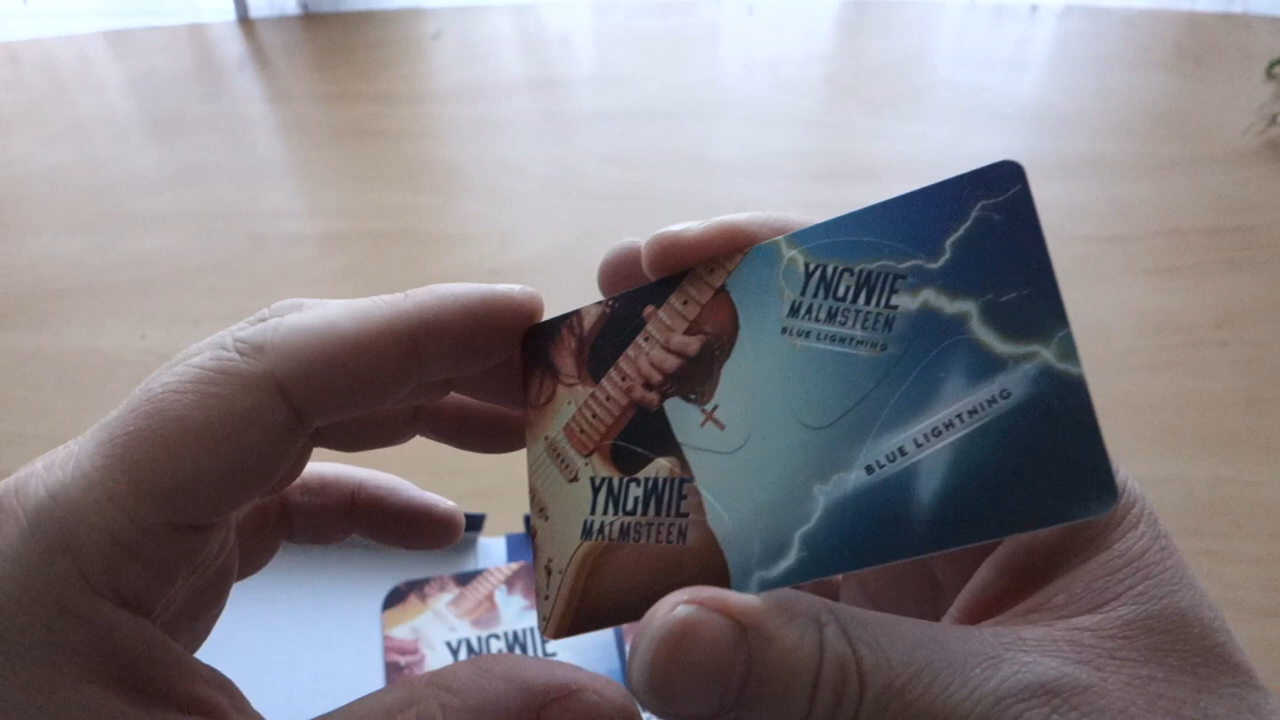 YNGWIE
MALMSTEEN
BLUE LIGHTNING
BLUE LIGHTNING
YNGWIE
MALMSTEEN
YNGWIE